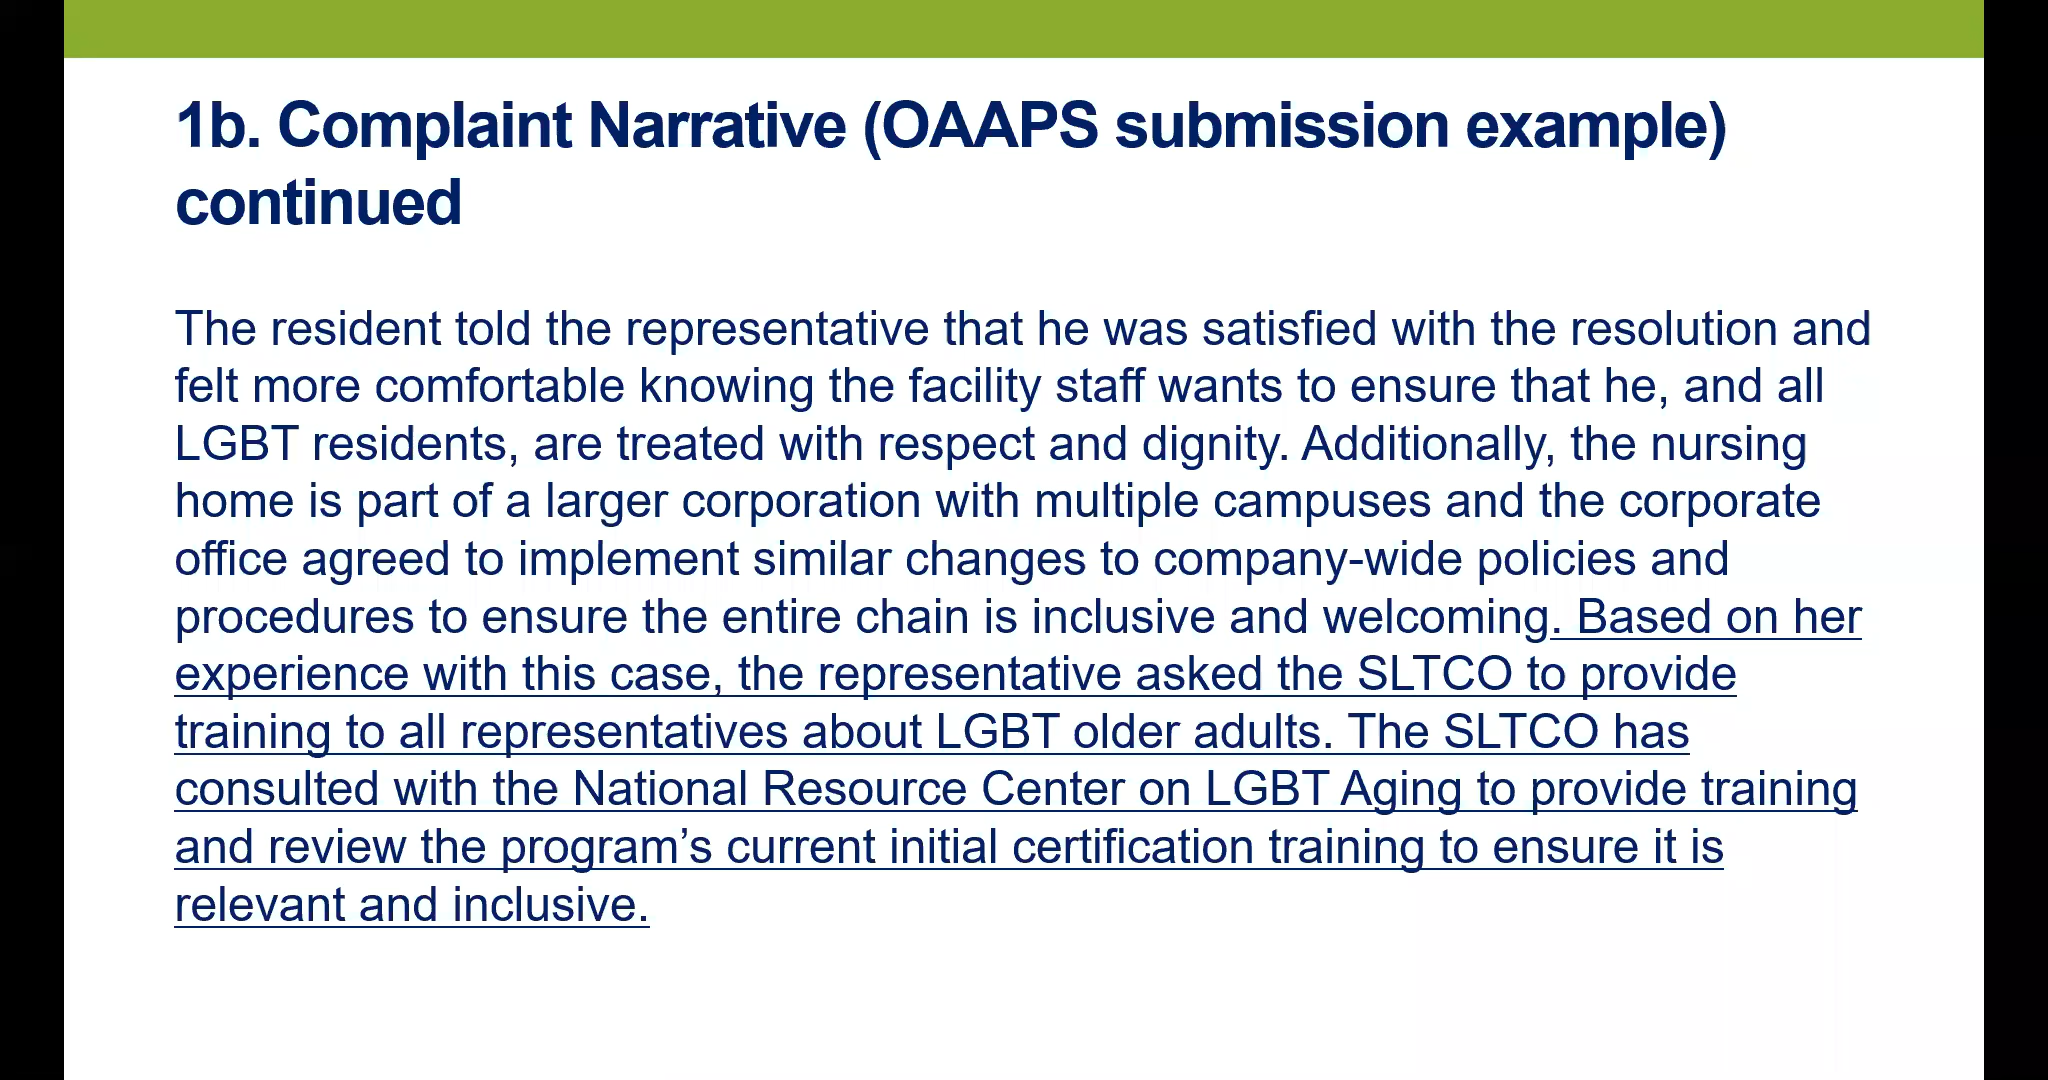 1b. Complaint Narrative (OAAPS submission example)
continued
The resident told the representative that he was satisfied with the resolution and
felt more comfortable knowing the facility staff wants to ensure that he, and all
LGBT residents, are treated with respect and dignity. Additionally, the nursing
home is part of a larger corporation with multiple campuses and the corporate
office agreed to implement similar changes to company-wide policies and
procedures to ensure the entire chain is inclusive and welcoming. Based on her
experience with this case, the representative asked the SLTCO to provide
training to all representatives about LGBT older adults. The SLTCO has
consulted with the National Resource Center on LGBT Aging to provide training
and review the program’s current initial certification training to ensure it is
relevant and inclusive.